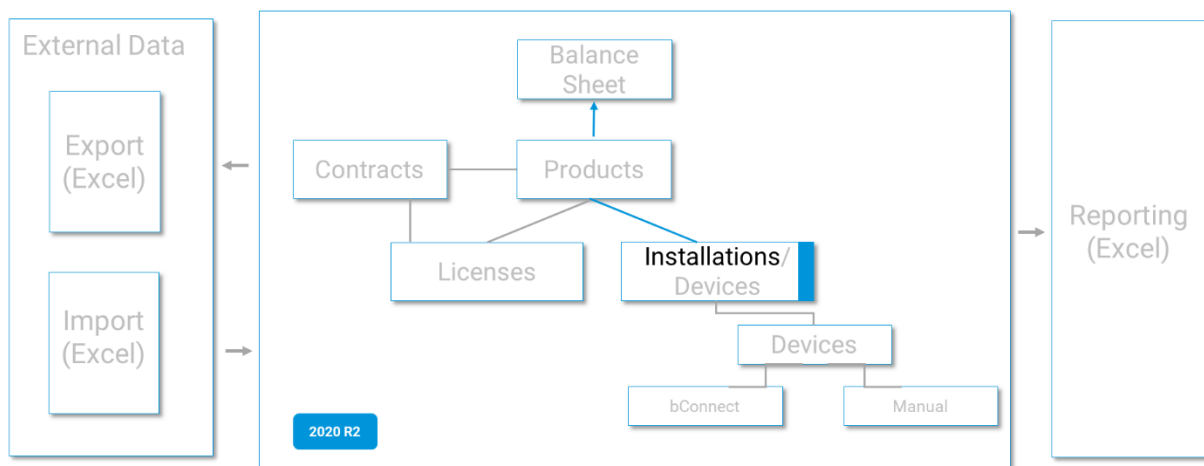 External Data
Export
(Excel)
Import
(Excel)
Balance
Sheet
Contracts
Products
Licenses
Installations/
Devices
Devices
bConnect
Manual
2020 R2
Reporting
(Excel)